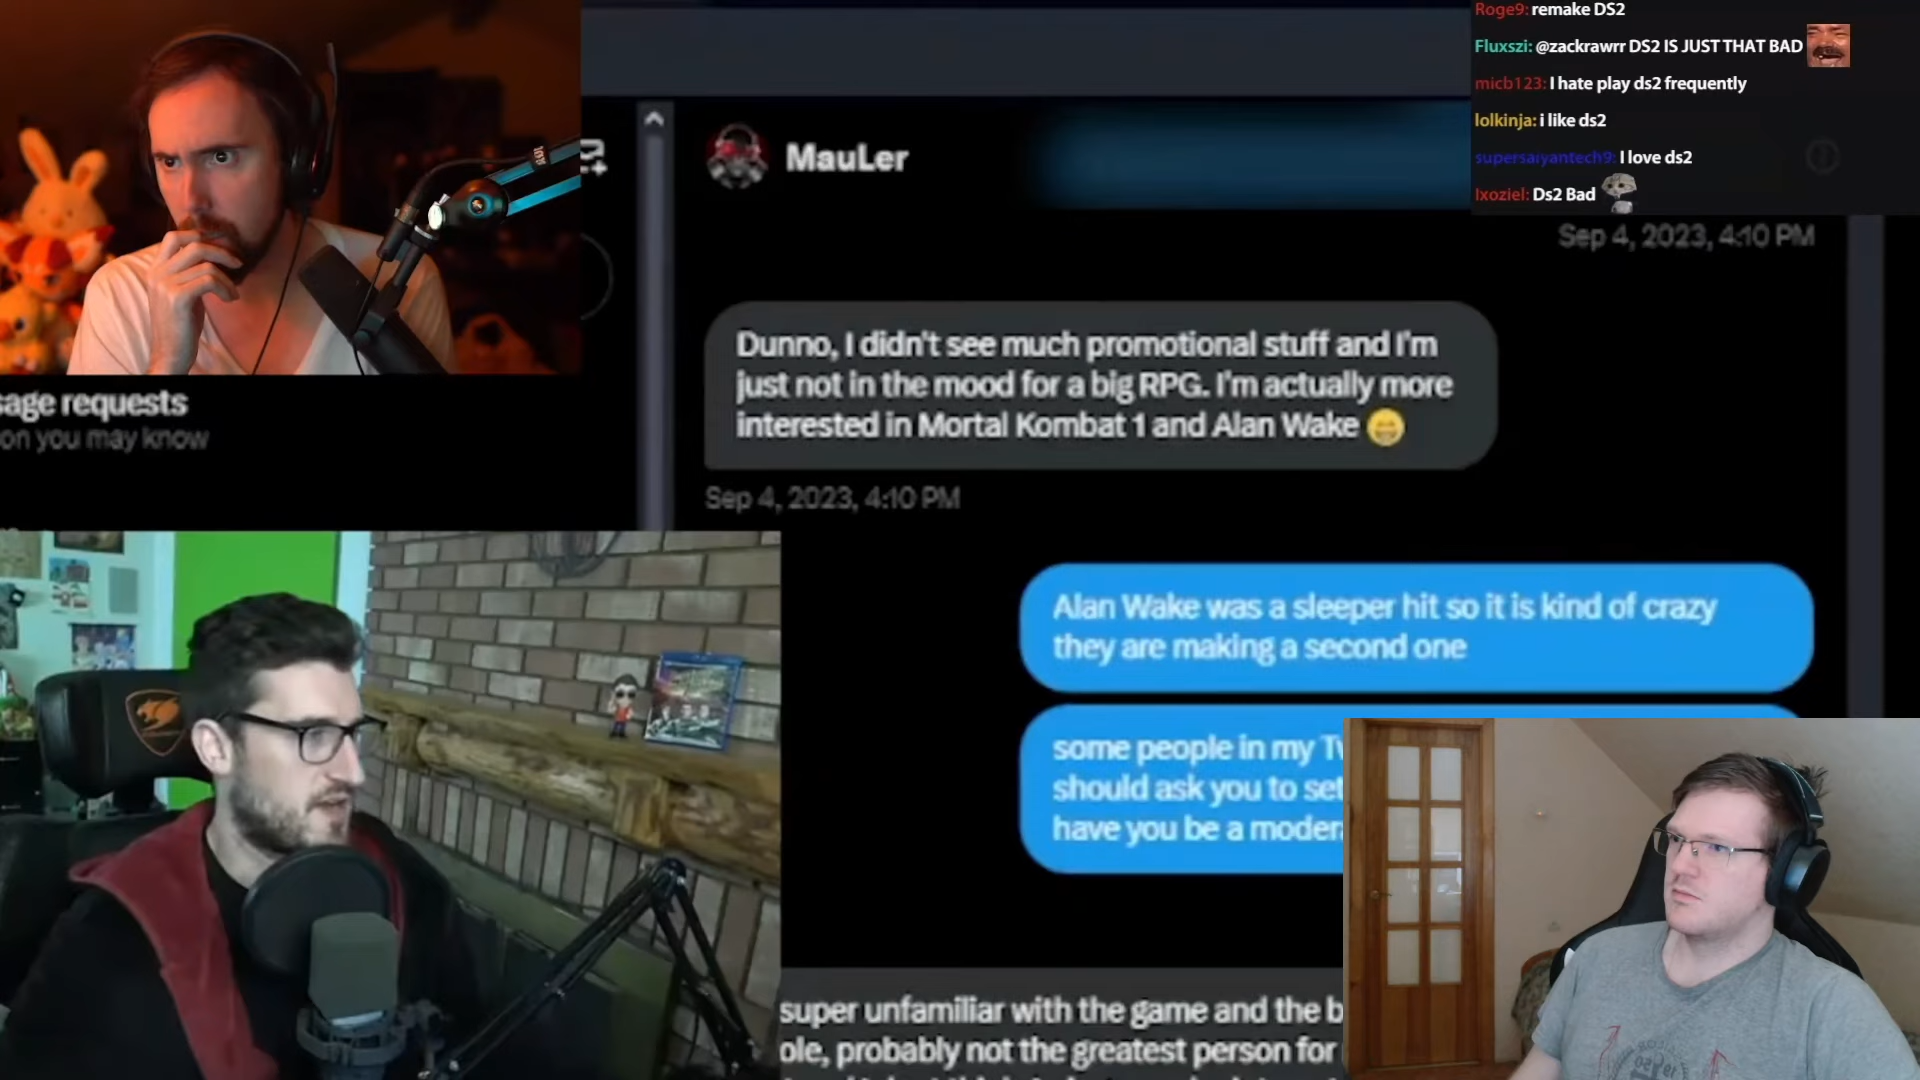 Roge9: remake DS2
Fluxszi: @zackrawrr DS2 IS JUST THAT BAD
micb123: I hate play ds2 frequently
lolkinja: i like ds2
supersaiyantech9: I love ds2
Ixoziel: Ds2 Bad
MauLer
Sep 4, 2023, 4:10 PM
Dunno, I didn't see much promotional stuff and I'm
just not in the mood for a big RPG. I'm actually more
interested in Mortal Kombat 1 and Alan Wake 😄
Sep 4, 2023, 4:10 PM
sage requests
on you may know
Alan Wake was a sleeper hit so it is kind of crazy
they are making a second one
some people in my Tw
should ask you to set
have you be a modera
super unfamiliar with the game and the b
ole, probably not the greatest person for